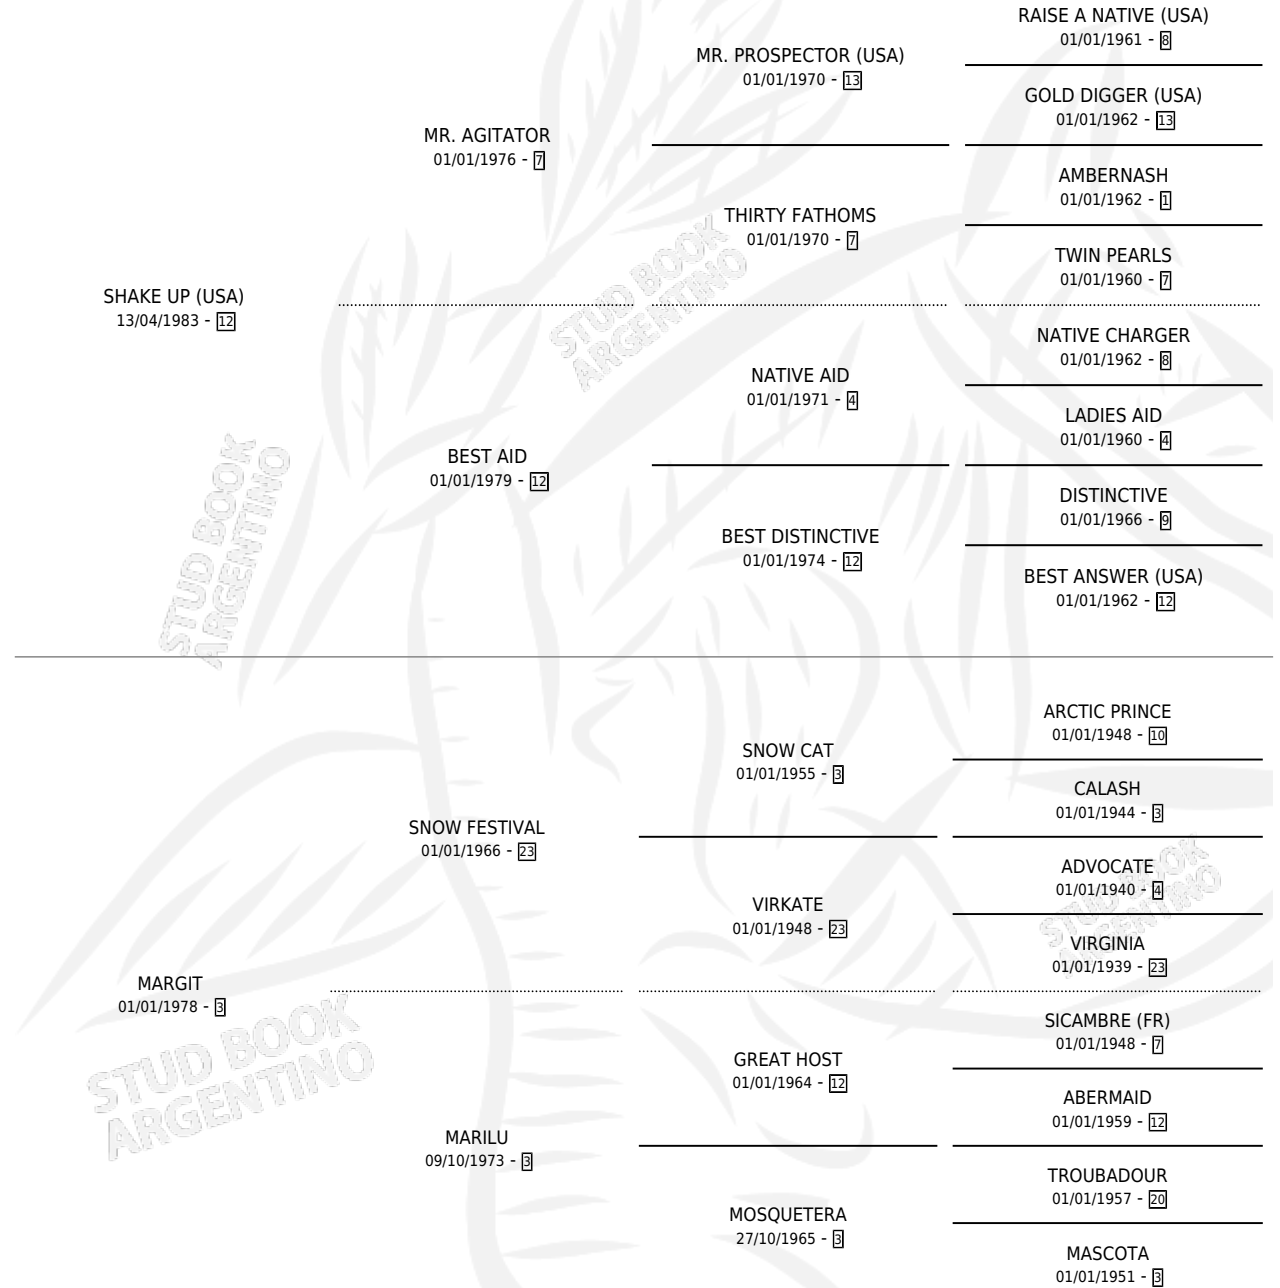 RAISE A NATIVE (USA)
01/01/1961 - 8
MR. PROSPECTOR (USA)
01/01/1970 - 13
GOLD DIGGER (USA)
01/01/1962 - 13
MR. AGITATOR
01/01/1976 - 7
AMBERNASH
01/01/1962 - 1
THIRTY FATHOMS
01/01/1970 - 7
TWIN PEARLS
01/01/1960 - 7
SHAKE UP (USA)
13/04/1983 - 12
STUD BOOK
ARGENTINO
NATIVE CHARGER
01/01/1962 - 8
NATIVE AID
01/01/1971 - 4
LADIES AID
01/01/1960 - 4
BEST AID
01/01/1979 - 12
DISTINCTIVE
01/01/1966 - 9
BEST DISTINCTIVE
01/01/1974 - 12
BEST ANSWER (USA)
01/01/1962 - 12
STUD BOOK
ARGENTINO
ARCTIC PRINCE
01/01/1948 - 10
SNOW CAT
01/01/1955 - 3
CALASH
01/01/1944 - 3
SNOW FESTIVAL
01/01/1966 - 23
ADVOCATE
01/01/1940 - 4
VIRKATE
01/01/1948 - 23
STUD BOOK
ARGENTINO
VIRGINIA
01/01/1939 - 23
MARGIT
01/01/1978 - 3
SICAMBRE (FR)
01/01/1948 - 7
GREAT HOST
01/01/1964 - 12
STUD BOOK
ARGENTINO
ABERMAID
01/01/1959 - 12
MARILU
09/10/1973 - 3
TROUBADOUR
01/01/1957 - 20
MOSQUETERA
27/10/1965 - 3
MASCOTA
01/01/1951 - 3